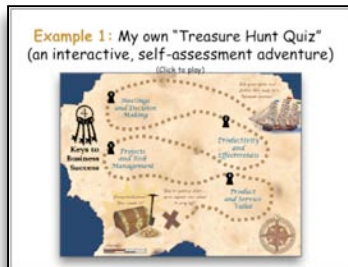 Example 1: My own "Treasure Hunt Quiz"
(an interactive, self-assessment adventure)
(Click to play)
Meetings
and Decision
Making
4
Keys to
Business
Success
Productivity
and
Effectiveness
Projects
and Risk
Management
Product
and Service
Value